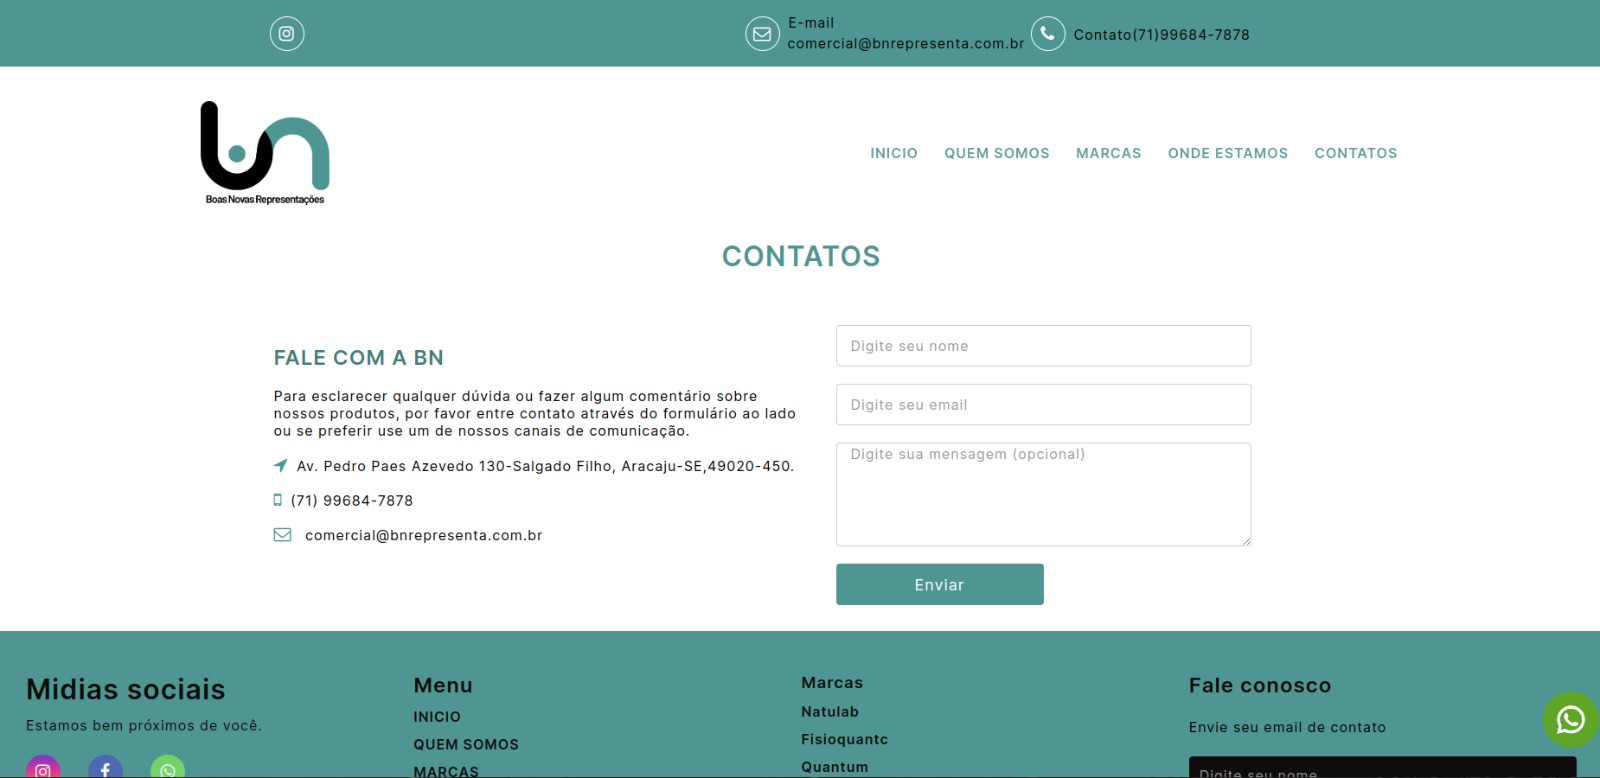 E-mail
comercial@bnrepresenta.com.br
Contato(71)99684-7878
Boas Novas Representações
INICIO
QUEM SOMOS
MARCAS
ONDE ESTAMOS
CONTATOS
CONTATOS
FALE COM A BN
Para esclarecer qualquer dúvida ou fazer algum comentário sobre
nossos produtos, por favor entre contato através do formulário ao lado
ou se preferir use um de nossos canais de comunicação.
Av. Pedro Paes Azevedo 130-Salgado Filho, Aracaju-SE,49020-450.
(71) 99684-7878
comercial@bnrepresenta.com.br
Digite seu nome
Digite seu email
Digite sua mensagem (opcional)
Enviar
Midias sociais
Estamos bem próximos de você.
Menu
INICIO
QUEM SOMOS
MARCAS
Marcas
Natulab
Fisioquantc
Quantum
Fale conosco
Envie seu email de contato
Digite seu nome